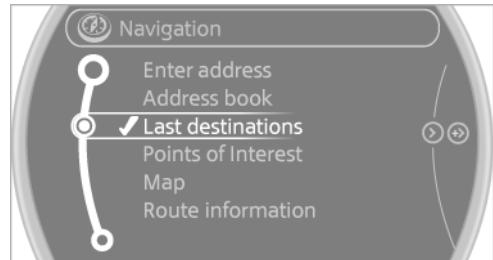 Navigation
Enter address
Address book
Last destinations
Points of Interest
Map
Route information